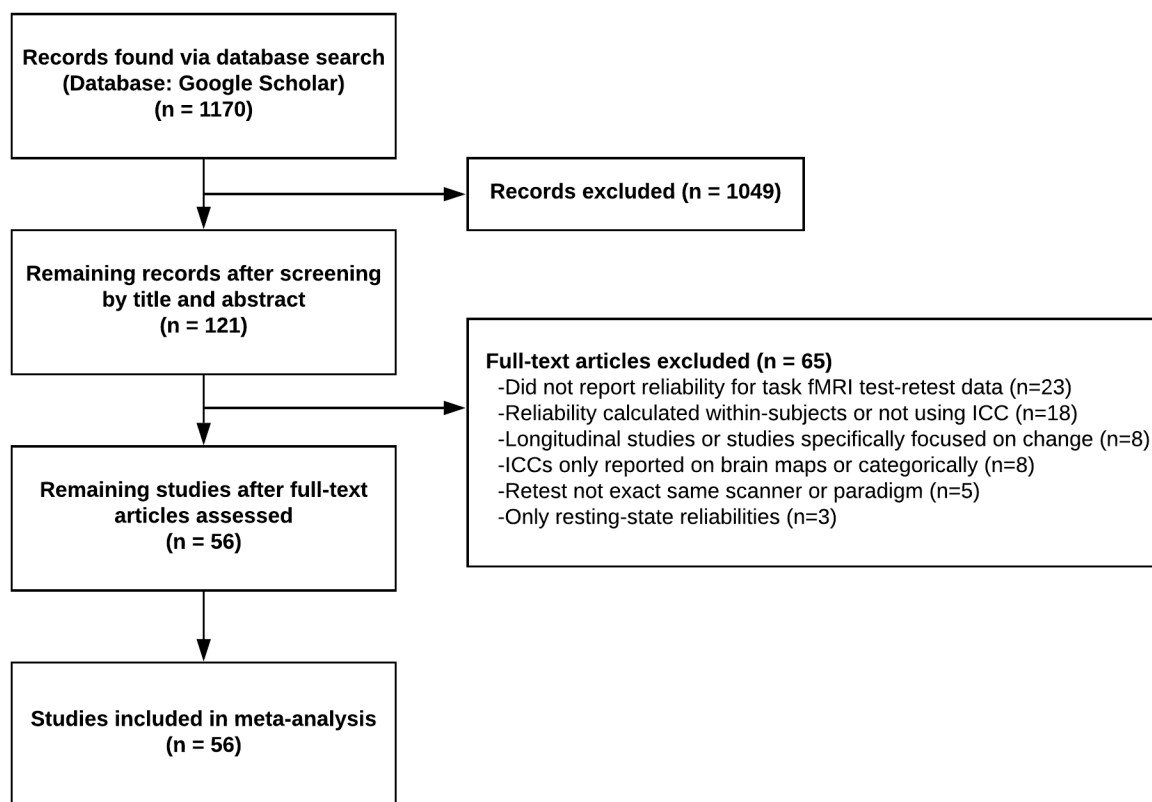 Records found via database search
(Database: Google Scholar)
(n = 1170)
Records excluded (n = 1049)
Remaining records after screening
by title and abstract
(n = 121)
Full-text articles excluded (n = 65)
-Did not report reliability for task fMRI test-retest data (n=23)
-Reliability calculated within-subjects or not using ICC (n=18)
-Longitudinal studies or studies specifically focused on change (n=8)
-ICCs only reported on brain maps or categorically (n=8)
-Retest not exact same scanner or paradigm (n=5)
-Only resting-state reliabilities (n=3)
Remaining studies after full-text
articles assessed
(n = 56)
Studies included in meta-analysis
(n = 56)